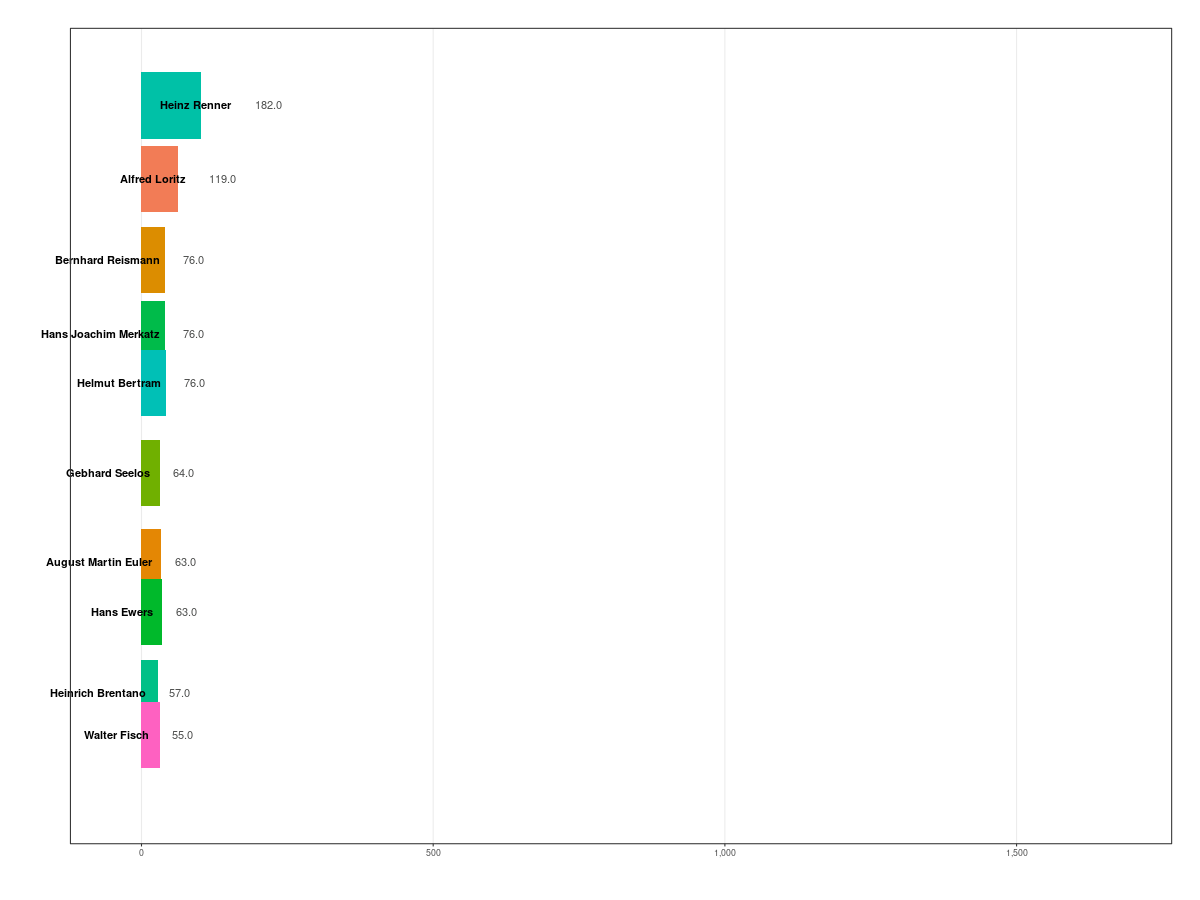 Heinz Renner 182.0
Alfred Loritz 119.0
Bernhard Reismann 76.0
Hans Joachim Merkatz 76.0
Helmut Bertram 76.0
Gebhard Seelos 64.0
August Martin Euler 63.0
Hans Ewers 63.0
Heinrich Brentano 57.0
Walter Fisch 55.0
0 500 1,000 1,500